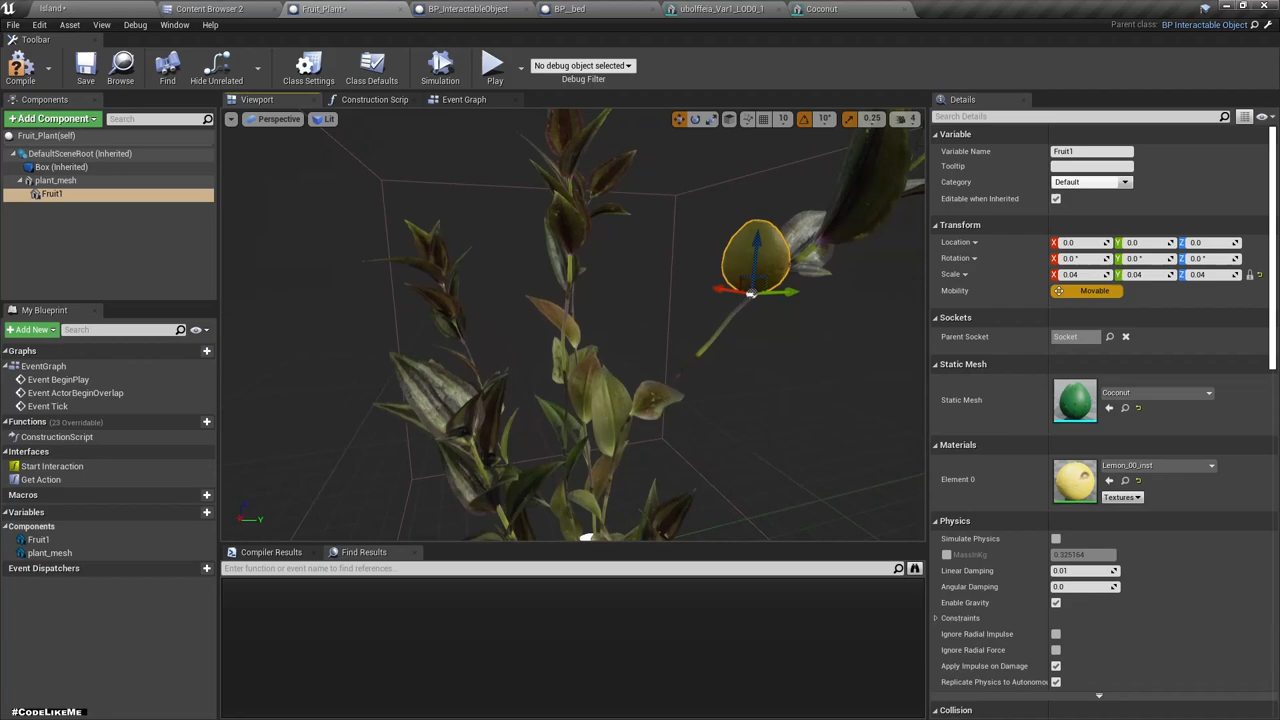 Island*
Content Browser 2
Fruit_Plant*
BP_InteractableObject
BP__bed
ubolffeia_Var1_LOD0_1
Coconut
File Edit Asset View Debug Window Help
Parent class: BP Interactable Object
Toolbar
Compile Save Browse Find Hide Unrelated Class Settings Class Defaults Simulation Play
No debug object selected
Debug Filter
Components
Viewport Construction Scrip Event Graph
Details
+ Add Component Search
Perspective Lit 10 10° 0.25 4
Search Details
Fruit_Plant(self)
DefaultSceneRoot (Inherited)
Box (Inherited)
plant_mesh
Fruit1
Variable
Variable Name Fruit1
Tooltip
Category Default
Editable when Inherited
Transform
Location X 0.0 Y 0.0 Z 0.0
Rotation X 0.0 ° Y 0.0 ° Z 0.0 °
Scale X 0.04 Y 0.04 Z 0.04
Mobility Movable
Sockets
Parent Socket Socket
Static Mesh
Static Mesh Coconut
Materials
Element 0 Lemon_00_inst
Textures
Physics
Simulate Physics
MassInKg 0.325164
Linear Damping 0.01
Angular Damping 0.0
Enable Gravity
Constraints
Ignore Radial Impulse
Ignore Radial Force
Apply Impulse on Damage
Replicate Physics to Autonomou
Collision
My Blueprint
+ Add New Search
Graphs
EventGraph
Event BeginPlay
Event ActorBeginOverlap
Event Tick
Functions (23 Overridable)
ConstructionScript
Interfaces
Start Interaction
Get Action
Macros
Variables
Components
Fruit1
plant_mesh
Event Dispatchers
Y
Compiler Results Find Results
Enter function or event name to find references...
#CodeLikeMe